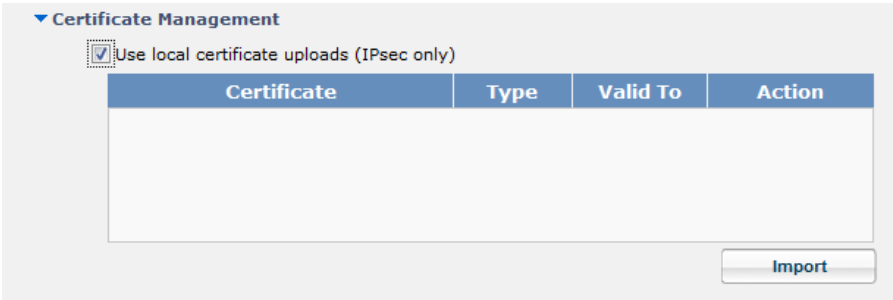 Certificate Management
Use local certificate uploads (IPsec only)
Certificate Type Valid To Action
Import